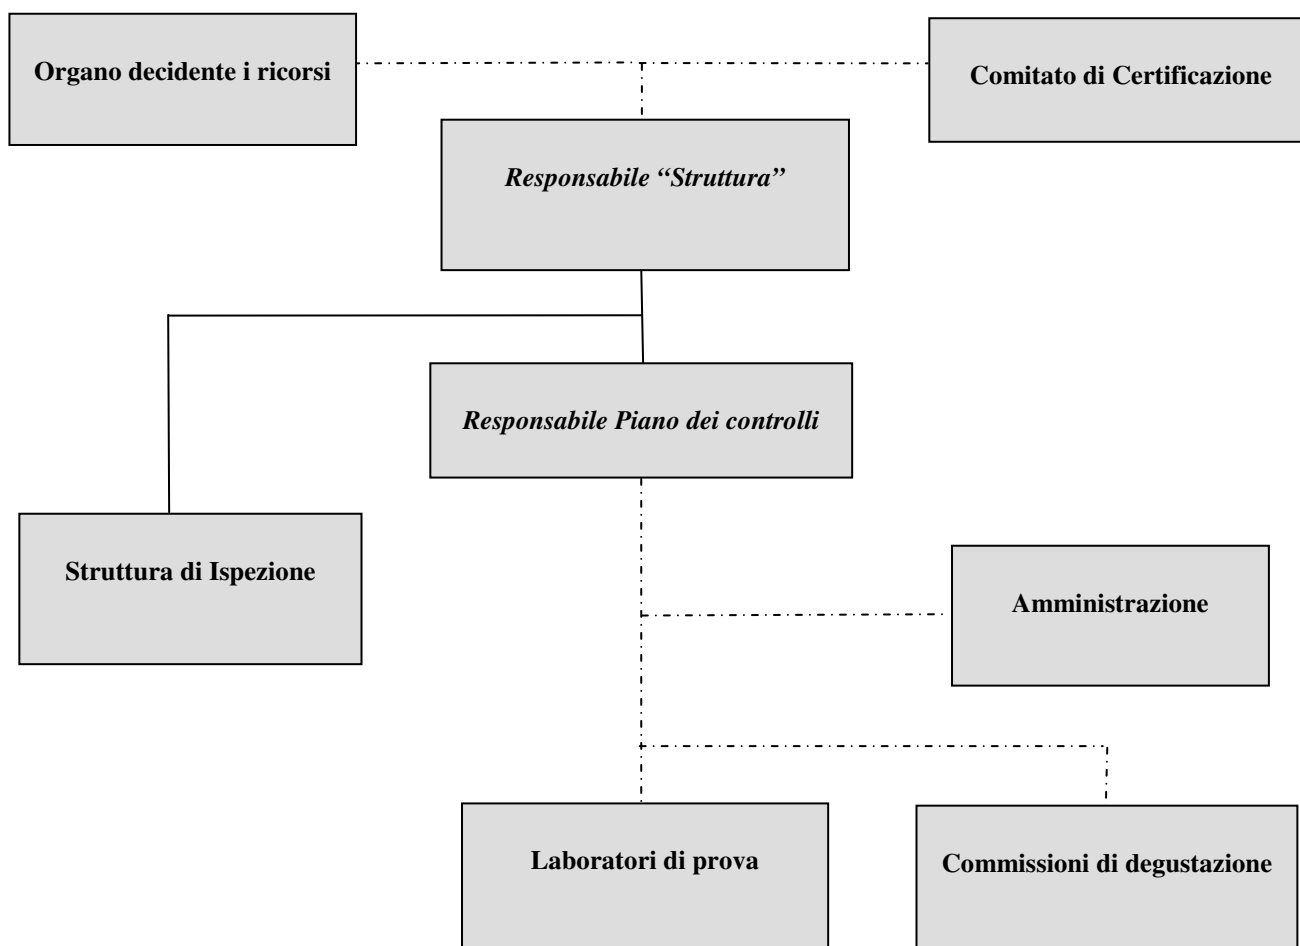 Organo decidente i ricorsi
Comitato di Certificazione
Responsabile “Struttura”
Responsabile Piano dei controlli
Struttura di Ispezione
Amministrazione
Laboratori di prova
Commissioni di degustazione